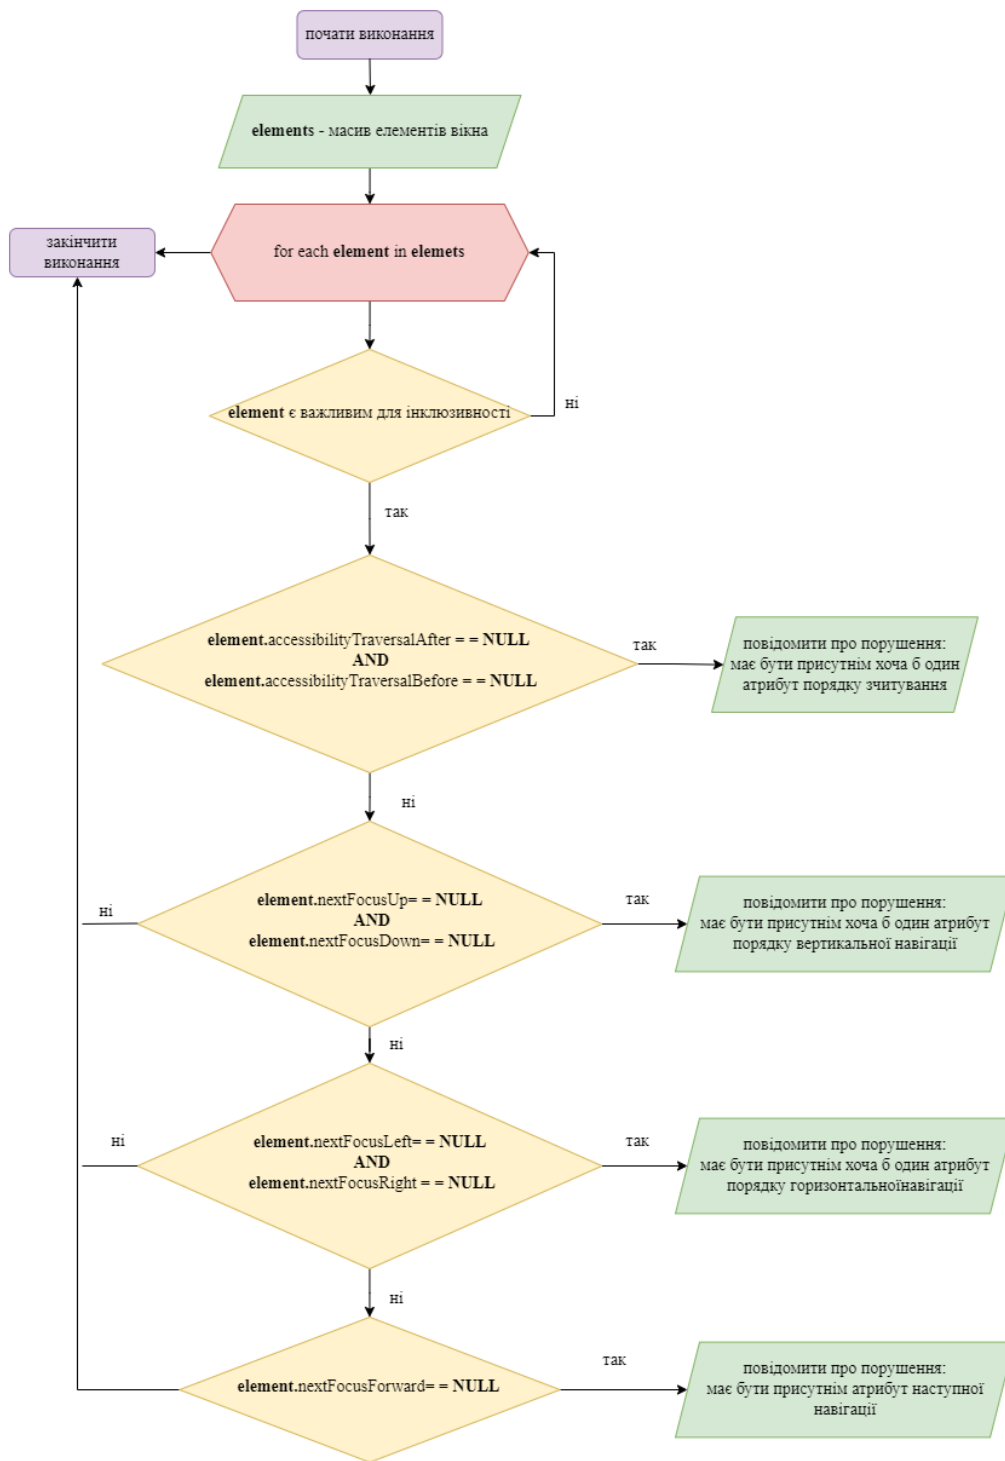 почати виконання
elements - масив елементів вікна
закінчити
виконання
for each element in elemets
element є важливим для інклюзивності
ні
так
element.accessibilityTraversalAfter = = NULL
AND
element.accessibilityTraversalBefore = = NULL
так
повідомити про порушення:
має бути присутнім хоча б один
атрибут порядку зчитування
ні
ні
element.nextFocusUp= = NULL
AND
element.nextFocusDown= = NULL
так
повідомити про порушення:
має бути присутнім хоча б один атрибут
порядку вертикальної навігації
ні
ні
element.nextFocusLeft= = NULL
AND
element.nextFocusRight = = NULL
так
повідомити про порушення:
має бути присутнім хоча б один атрибут
порядку горизонтальноїнавігації
ні
element.nextFocusForward= = NULL
так
повідомити про порушення:
має бути присутнім атрибут наступної
навігації